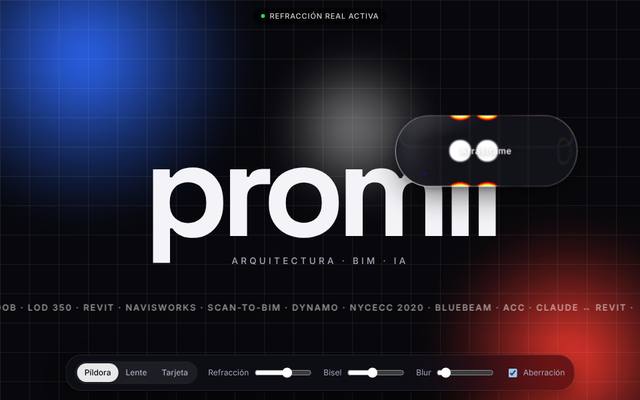 REFRACCIÓN REAL ACTIVA
promii
ARQUITECTURA · BIM · IA
· LOD 350 · REVIT · NAVISWORKS · SCAN-TO-BIM · DYNAMO · NYCECC 2020 · BLUEBEAM · ACC · CLAUDE ↔ REVIT ·
Píldora Lente Tarjeta Refracción Bisel Blur Aberración